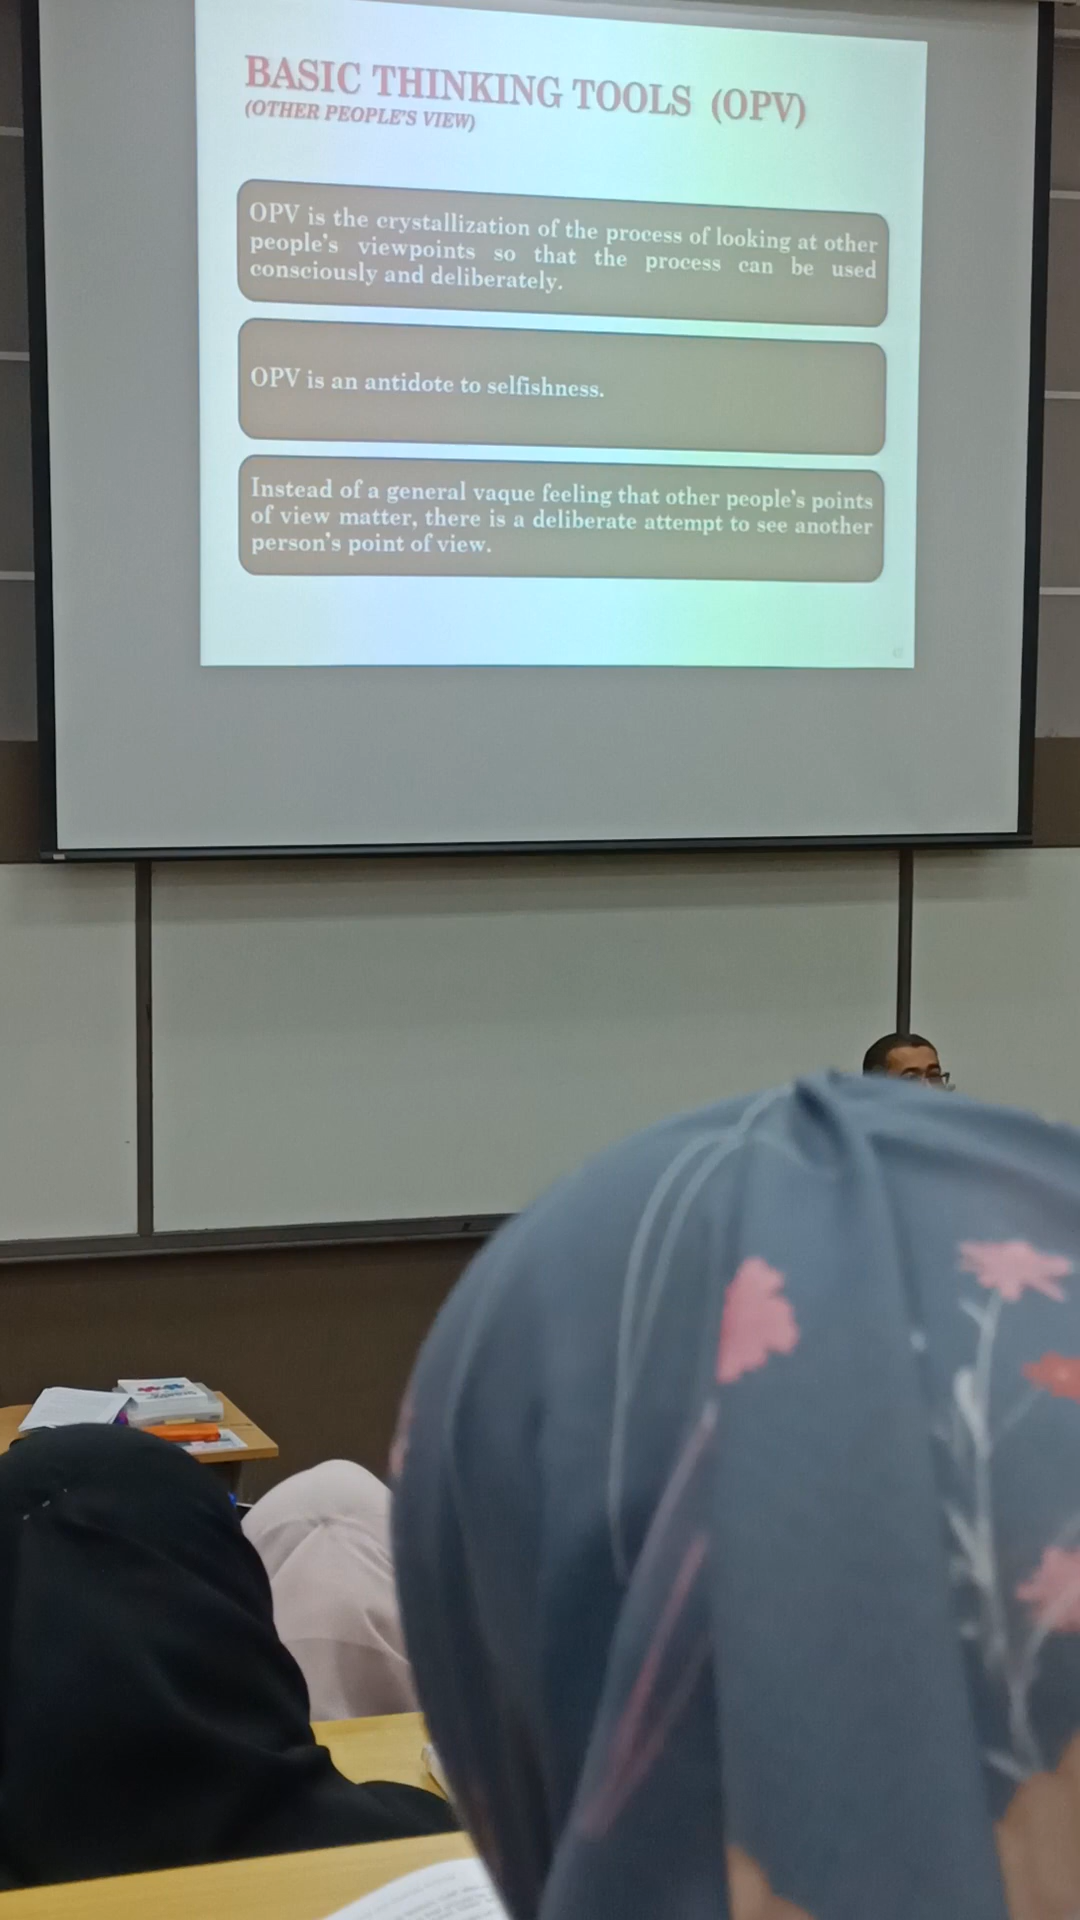 BASIC THINKING TOOLS (OPV)
(OTHER PEOPLE'S VIEW)
OPV is the crystallization of the process of looking at other
people's viewpoints so that the process can be used
consciously and deliberately.
OPV is an antidote to selfishness.
Instead of a general vaque feeling that other people's points
of view matter, there is a deliberate attempt to see another
person's point of view.